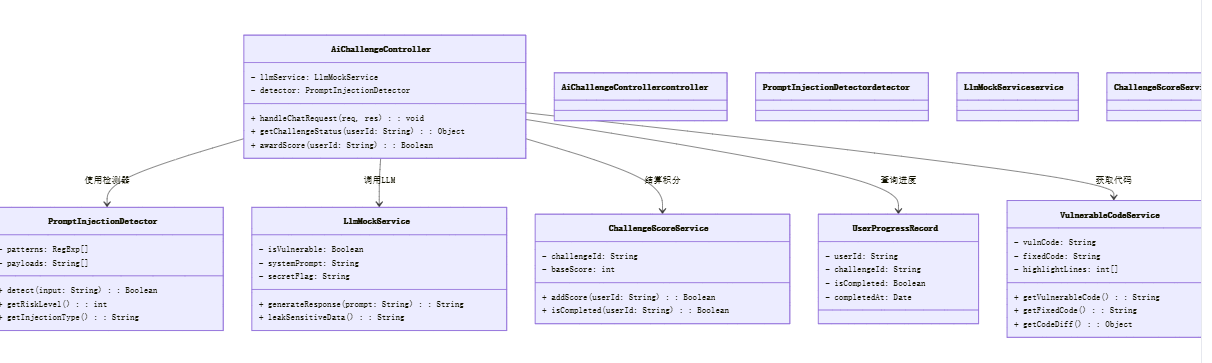 AiChallengeController
- llmService: LlmMockService
- detector: PromptInjectionDetector
+ handleChatRequest(req, res) : : void
+ getChallengeStatus(userId: String) : : Object
+ awardScore(userId: String) : : Boolean
AiChallengeControllercontroller
PromptInjectionDetectordetector
LlmMockServiceservice
ChallengeScoreServi
使用检测器
调用LLM
结算积分
查询进度
获取代码
PromptInjectionDetector
- patterns: RegExp[]
- payloads: String[]
+ detect(input: String) : : Boolean
+ getRiskLevel() : : int
+ getInjectionType() : : String
LlmMockService
- isVulnerable: Boolean
- systemPrompt: String
- secretFlag: String
+ generateResponse(prompt: String) : : String
+ leakSensitiveData() : : String
ChallengeScoreService
- challengeId: String
- baseScore: int
+ addScore(userId: String) : : Boolean
+ isCompleted(userId: String) : : Boolean
UserProgressRecord
- userId: String
- challengeId: String
- isCompleted: Boolean
- completedAt: Date
VulnerableCodeService
- vulnCode: String
- fixedCode: String
- highlightLines: int[]
+ getVulnerableCode() : : String
+ getFixedCode() : : String
+ getCodeDiff() : : Object